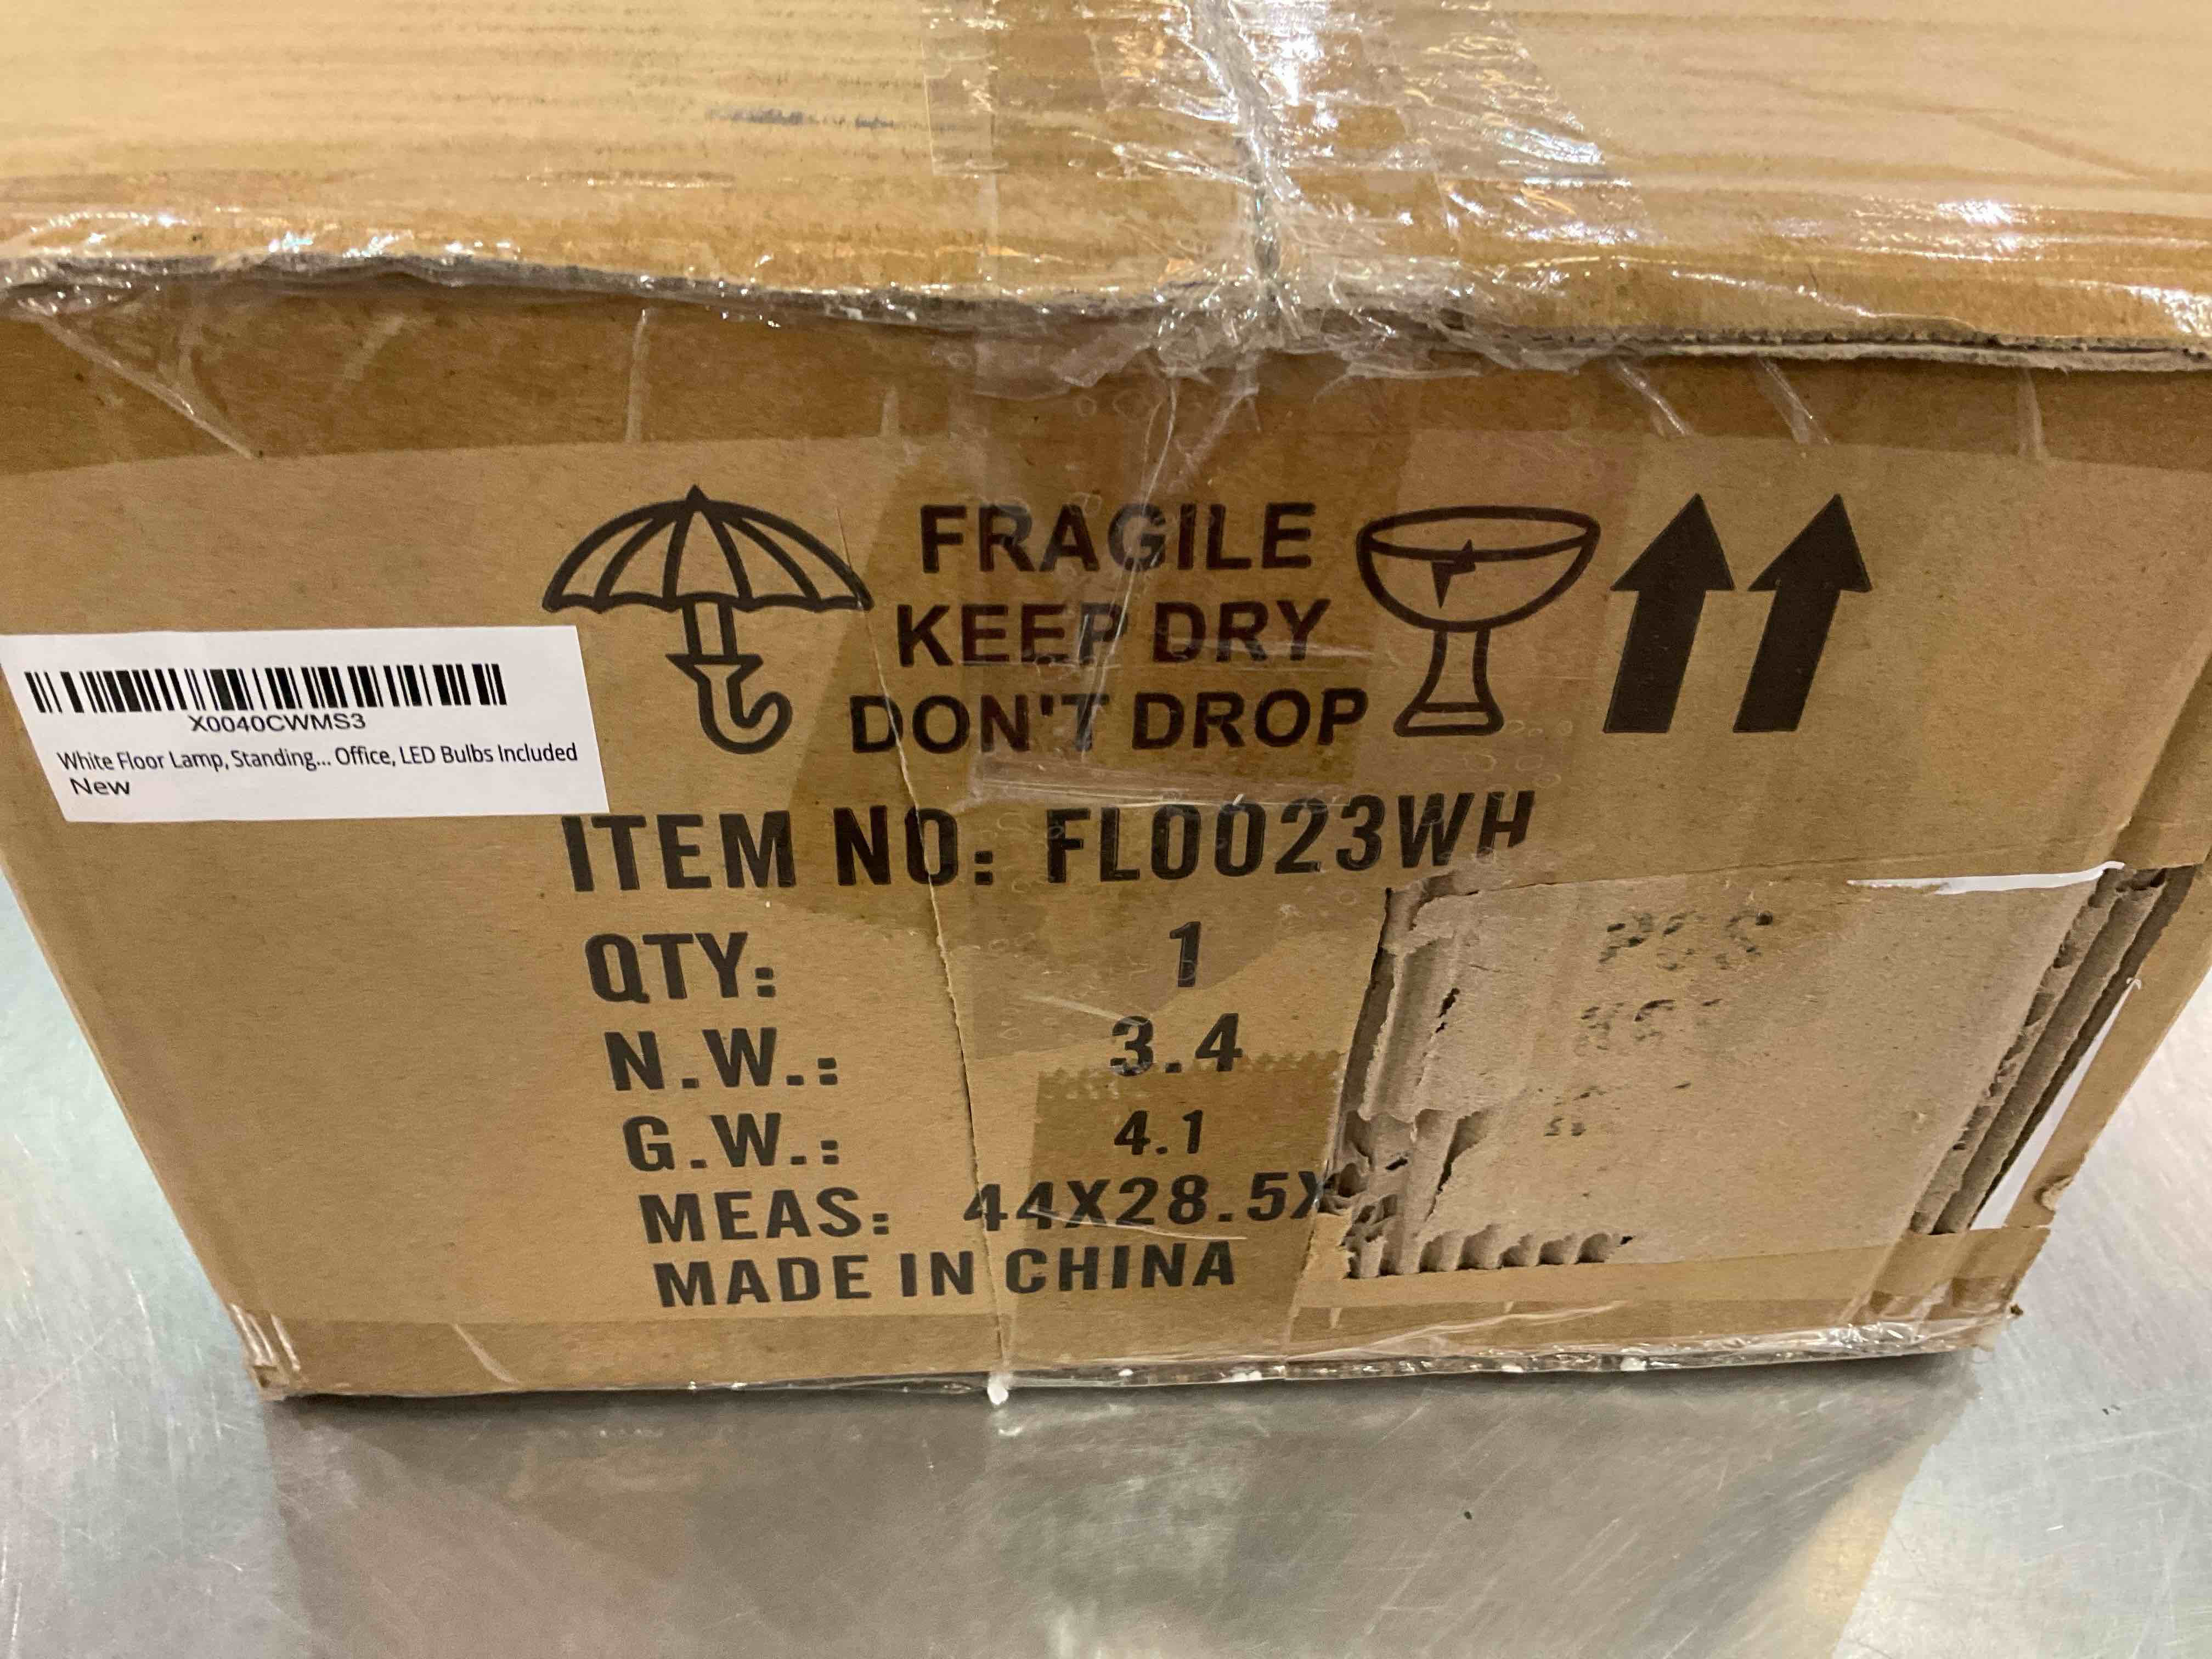 FRAGILE
KEEP DRY
DON'T DROP
X0040CWMS3
White Floor Lamp, Standing... Office, LED Bulbs Included
New
ITEM NO: FL0023WH
QTY: 1 PCS
N.W.: 3.4
G.W.: 4.1
MEAS: 44X28.5X
MADE IN CHINA